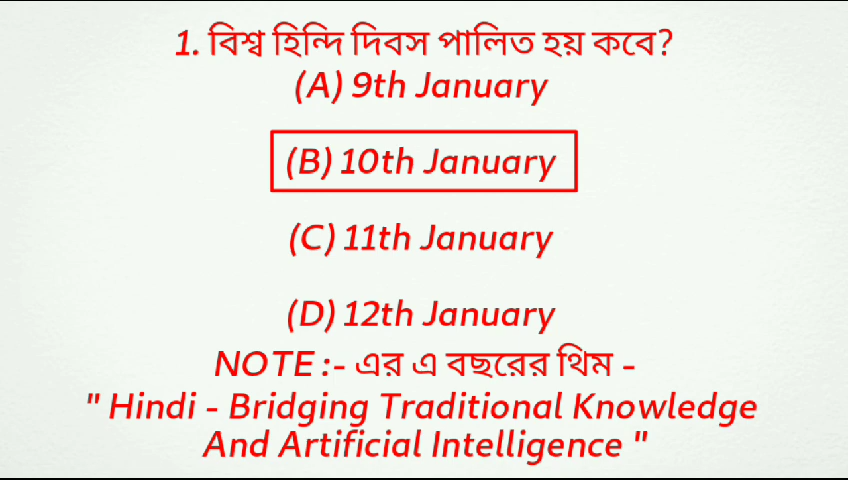 1. বিশ্ব হিন্দি দিবস পালিত হয় কবে?
(A) 9th January
(B) 10th January
(C) 11th January
(D) 12th January
NOTE :- এর এ বছরের থিম -
" Hindi - Bridging Traditional Knowledge
And Artificial Intelligence "